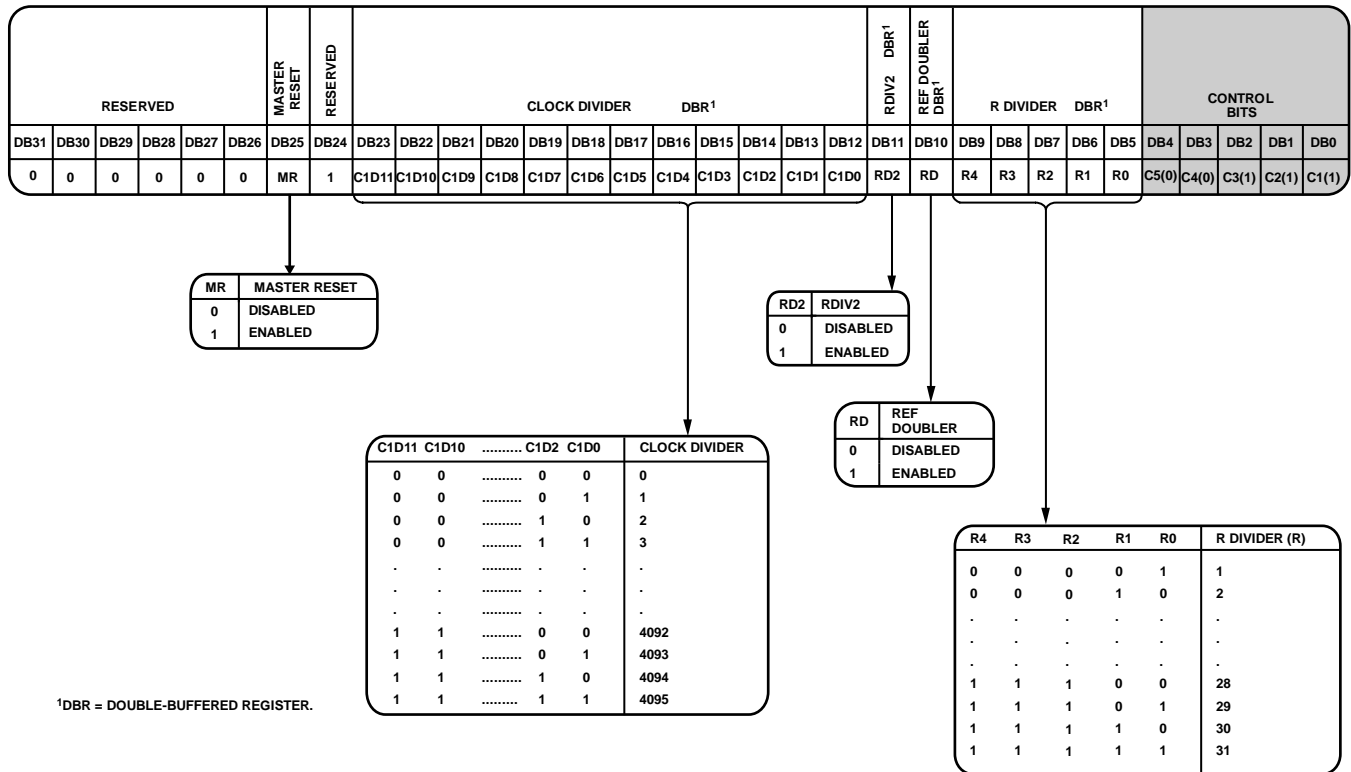 RESERVED
MASTER RESET
RESERVED
CLOCK DIVIDER DBR1
RDIV2 DBR1
REF DOUBLER DBR1
R DIVIDER DBR1
CONTROL BITS
DB31 DB30 DB29 DB28 DB27 DB26 DB25 DB24 DB23 DB22 DB21 DB20 DB19 DB18 DB17 DB16 DB15 DB14 DB13 DB12 DB11 DB10 DB9 DB8 DB7 DB6 DB5 DB4 DB3 DB2 DB1 DB0
0 0 0 0 0 0 MR 1 C1D11 C1D10 C1D9 C1D8 C1D7 C1D6 C1D5 C1D4 C1D3 C1D2 C1D1 C1D0 RD2 RD R4 R3 R2 R1 R0 C5(0) C4(0) C3(1) C2(1) C1(1)
MR MASTER RESET
0 DISABLED
1 ENABLED
RD2 RDIV2
0 DISABLED
1 ENABLED
RD REF DOUBLER
0 DISABLED
1 ENABLED
C1D11 C1D10 .......... C1D2 C1D0 CLOCK DIVIDER
0 0 .......... 0 0 0
0 0 .......... 0 1 1
0 0 .......... 1 0 2
0 0 .......... 1 1 3
. . .......... . . .
. . .......... . . .
. . .......... . . .
1 1 .......... 0 0 4092
1 1 .......... 0 1 4093
1 1 .......... 1 0 4094
1 1 ......... 1 1 4095
R4 R3 R2 R1 R0 R DIVIDER (R)
0 0 0 0 1 1
0 0 0 1 0 2
. . . . . .
. . . . . .
. . . . . .
1 1 1 0 0 28
1 1 1 0 1 29
1 1 1 1 0 30
1 1 1 1 1 31
1DBR = DOUBLE-BUFFERED REGISTER.